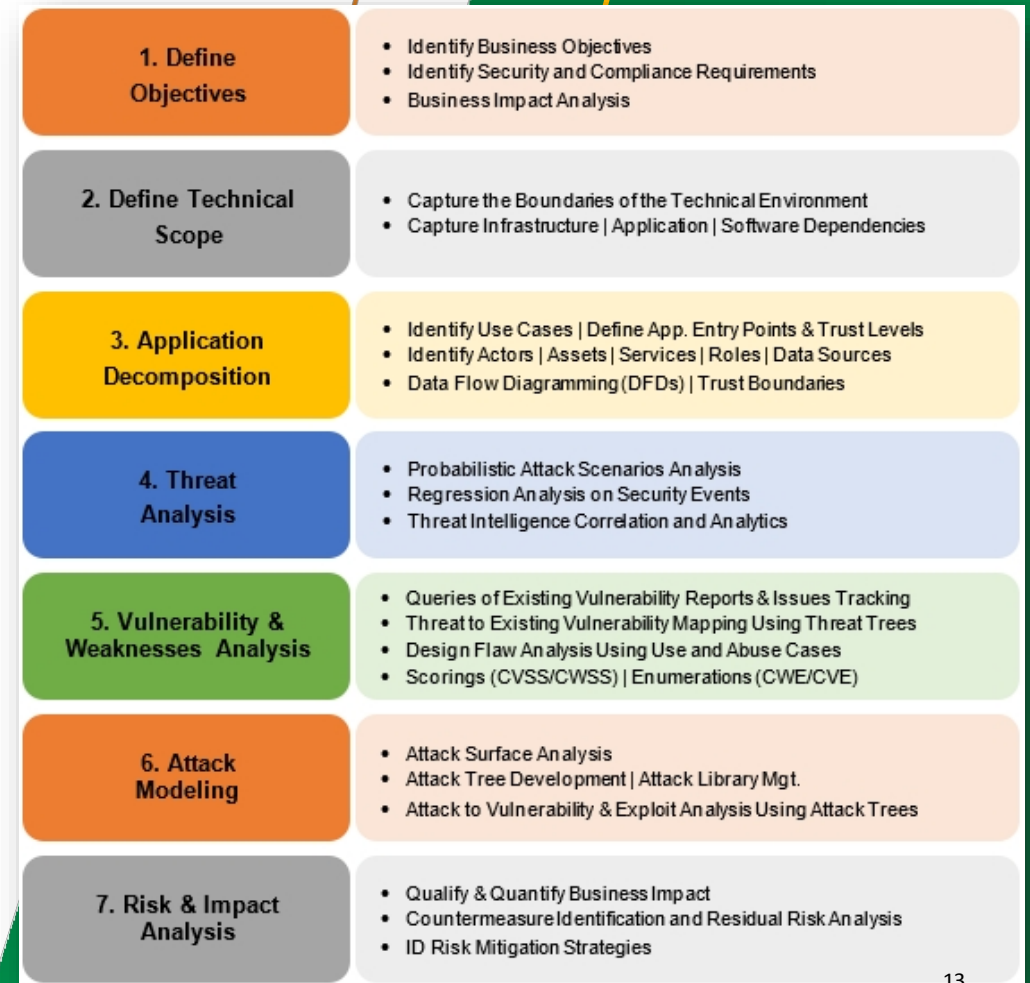 1. Define
Objectives
• Identify Business Objectives
• Identify Security and Compliance Requirements
• Business Impact Analysis
2. Define Technical
Scope
• Capture the Boundaries of the Technical Environment
• Capture Infrastructure | Application | Software Dependencies
3. Application
Decomposition
• Identify Use Cases | Define App. Entry Points & Trust Levels
• Identify Actors | Assets | Services | Roles | Data Sources
• Data Flow Diagramming (DFDs) | Trust Boundaries
4. Threat
Analysis
• Probabilistic Attack Scenarios Analysis
• Regression Analysis on Security Events
• Threat Intelligence Correlation and Analytics
5. Vulnerability &
Weaknesses Analysis
• Queries of Existing Vulnerability Reports & Issues Tracking
• Threat to Existing Vulnerability Mapping Using Threat Trees
• Design Flaw Analysis Using Use and Abuse Cases
• Scorings (CVSS/CWSS) | Enumerations (CWE/CVE)
6. Attack
Modeling
• Attack Surface Analysis
• Attack Tree Development | Attack Library Mgt.
• Attack to Vulnerability & Exploit Analysis Using Attack Trees
7. Risk & Impact
Analysis
• Qualify & Quantify Business Impact
• Countermeasure Identification and Residual Risk Analysis
• ID Risk Mitigation Strategies
13